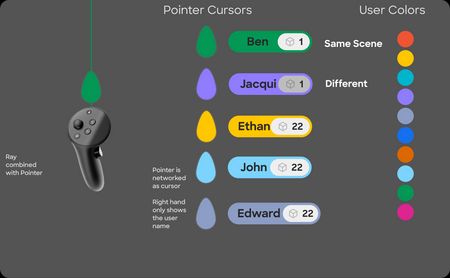 Pointer Cursors
User Colors
Ben 1
Same Scene
Jacqui 1
Different
Ethan 22
John 22
Edward 22
Ray
combined
with Pointer
Pointer is
networked
as cursor
Right hand
only shows
the user
name